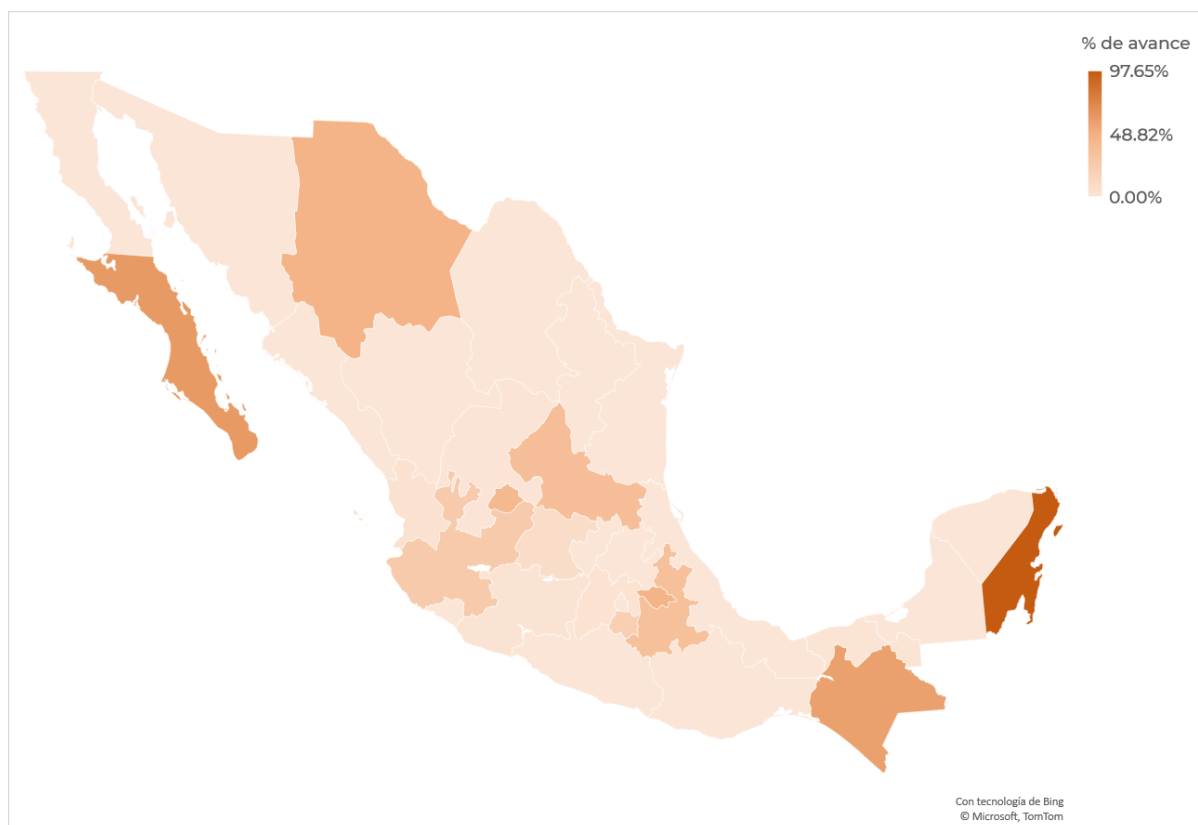 % de avance
97.65%
48.82%
0.00%
Con tecnología de Bing
© Microsoft, TomTom